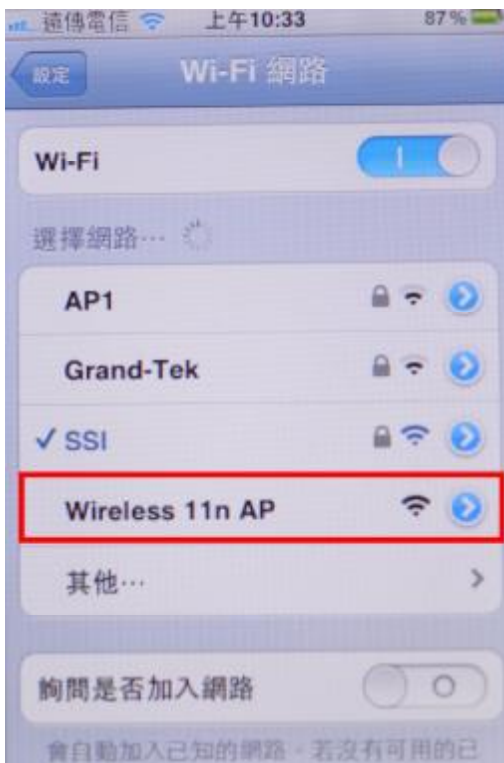 遠傳電信 上午10:33 87%
設定 Wi-Fi 網路
Wi-Fi
選擇網路…
AP1
Grand-Tek
✓ SSI
Wireless 11n AP
其他…
詢問是否加入網路
會自動加入已知的網路。若沒有可用的已